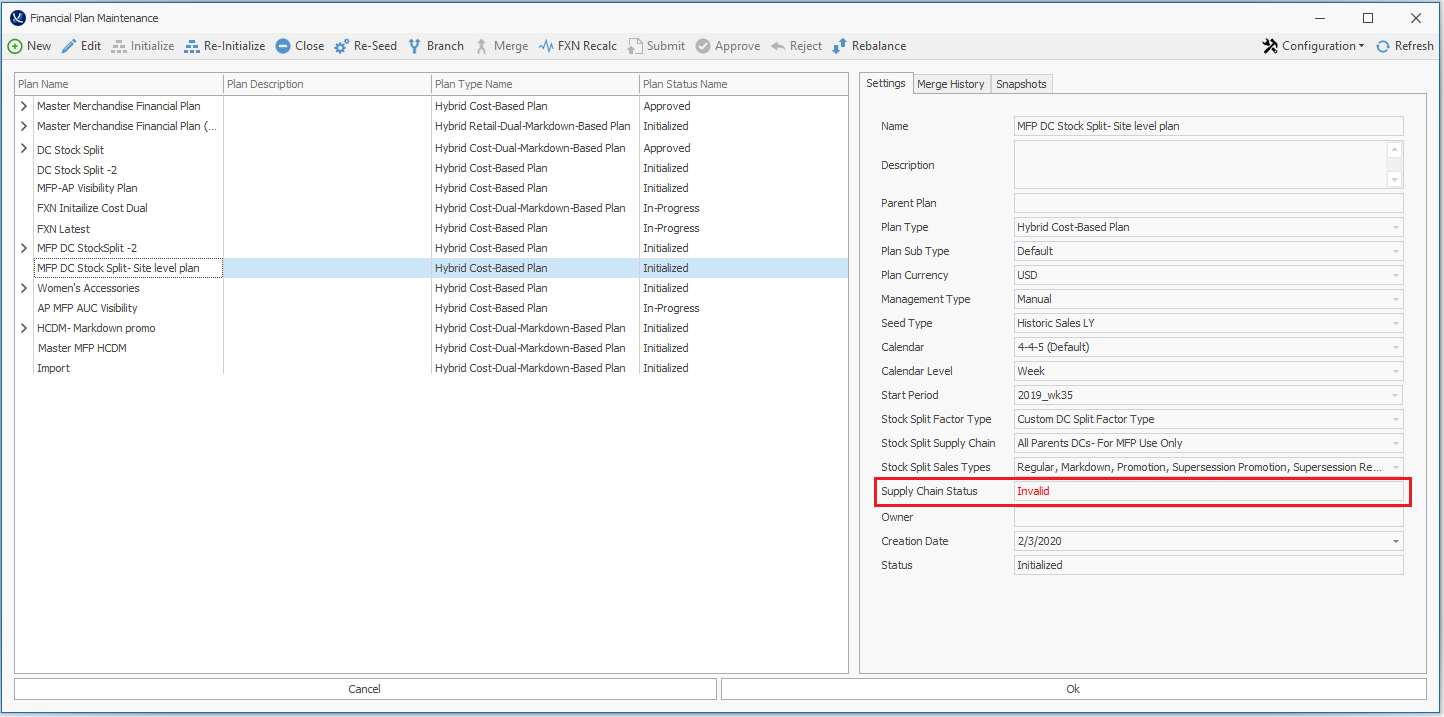 Financial Plan Maintenance
New Edit Initialize Re-Initialize Close Re-Seed Branch Merge FXN Recalc Submit Approve Reject Rebalance Configuration Refresh
Plan Name Plan Description Plan Type Name Plan Status Name
Master Merchandise Financial Plan Hybrid Cost-Based Plan Approved
Master Merchandise Financial Plan (... Hybrid Retail-Dual-Markdown-Based Plan Initialized
DC Stock Split Hybrid Cost-Dual-Markdown-Based Plan Approved
DC Stock Split -2 Hybrid Cost-Based Plan Initialized
MFP-AP Visibility Plan Hybrid Cost-Based Plan Initialized
FXN Initailize Cost Dual Hybrid Cost-Dual-Markdown-Based Plan In-Progress
FXN Latest Hybrid Cost-Based Plan In-Progress
MFP DC StockSplit -2 Hybrid Cost-Based Plan Initialized
MFP DC Stock Split- Site level plan Hybrid Cost-Based Plan Initialized
Women's Accessories Hybrid Cost-Based Plan Initialized
AP MFP AUC Visibility Hybrid Cost-Based Plan In-Progress
HCDM- Markdown promo Hybrid Cost-Dual-Markdown-Based Plan Initialized
Master MFP HCDM Hybrid Cost-Dual-Markdown-Based Plan Initialized
Import Hybrid Cost-Dual-Markdown-Based Plan Initialized
Settings Merge History Snapshots
Name MFP DC Stock Split- Site level plan
Description
Parent Plan
Plan Type Hybrid Cost-Based Plan
Plan Sub Type Default
Plan Currency USD
Management Type Manual
Seed Type Historic Sales LY
Calendar 4-4-5 (Default)
Calendar Level Week
Start Period 2019_wk35
Stock Split Factor Type Custom DC Split Factor Type
Stock Split Supply Chain All Parents DCs- For MFP Use Only
Stock Split Sales Types Regular, Markdown, Promotion, Supersession Promotion, Supersession Re...
Supply Chain Status Invalid
Owner
Creation Date 2/3/2020
Status Initialized
Cancel Ok